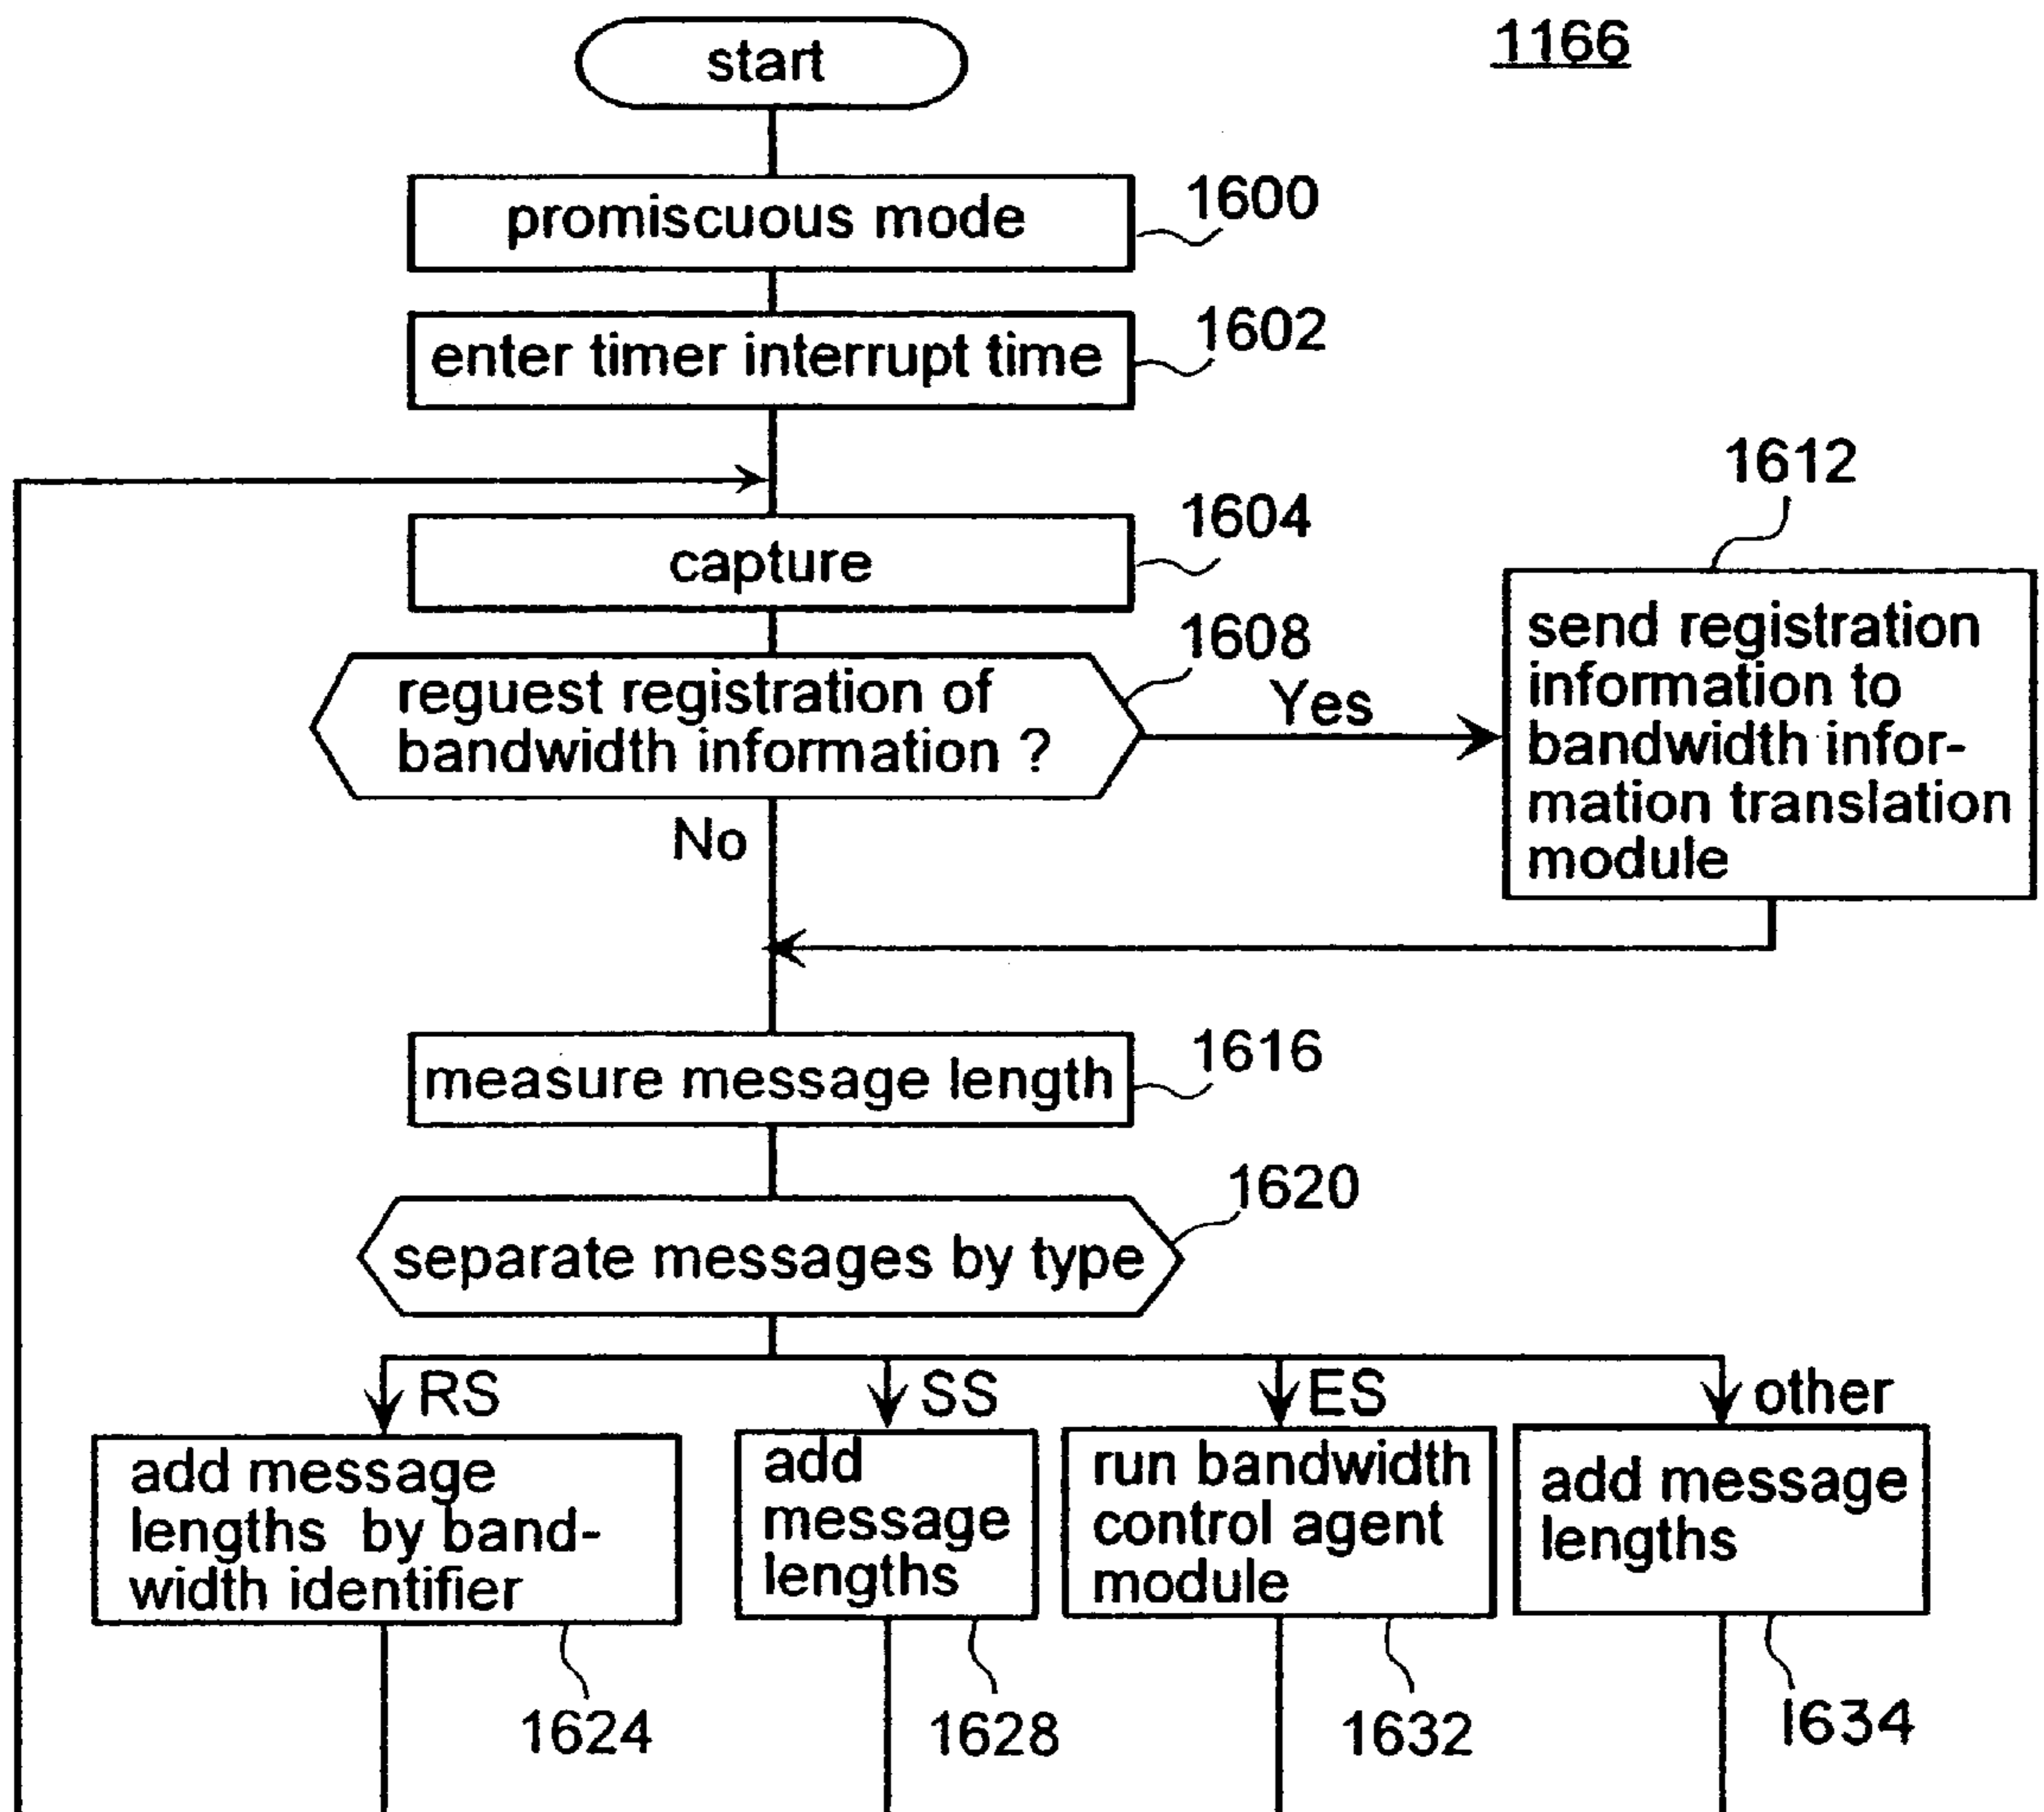 1166
start
promiscuous mode
1600
enter timer interrupt time
1602
1612
capture
1604
1608
reguest registration of
bandwidth information ?
Yes
send registration
information to
bandwidth infor-
mation translation
module
No
measure message length
1616
1620
separate messages by type
RS
SS
ES
other
add message
lengths by band-
width identifier
add
message
lengths
run bandwidth
control agent
module
add message
lengths
1624
1628
1632
1634